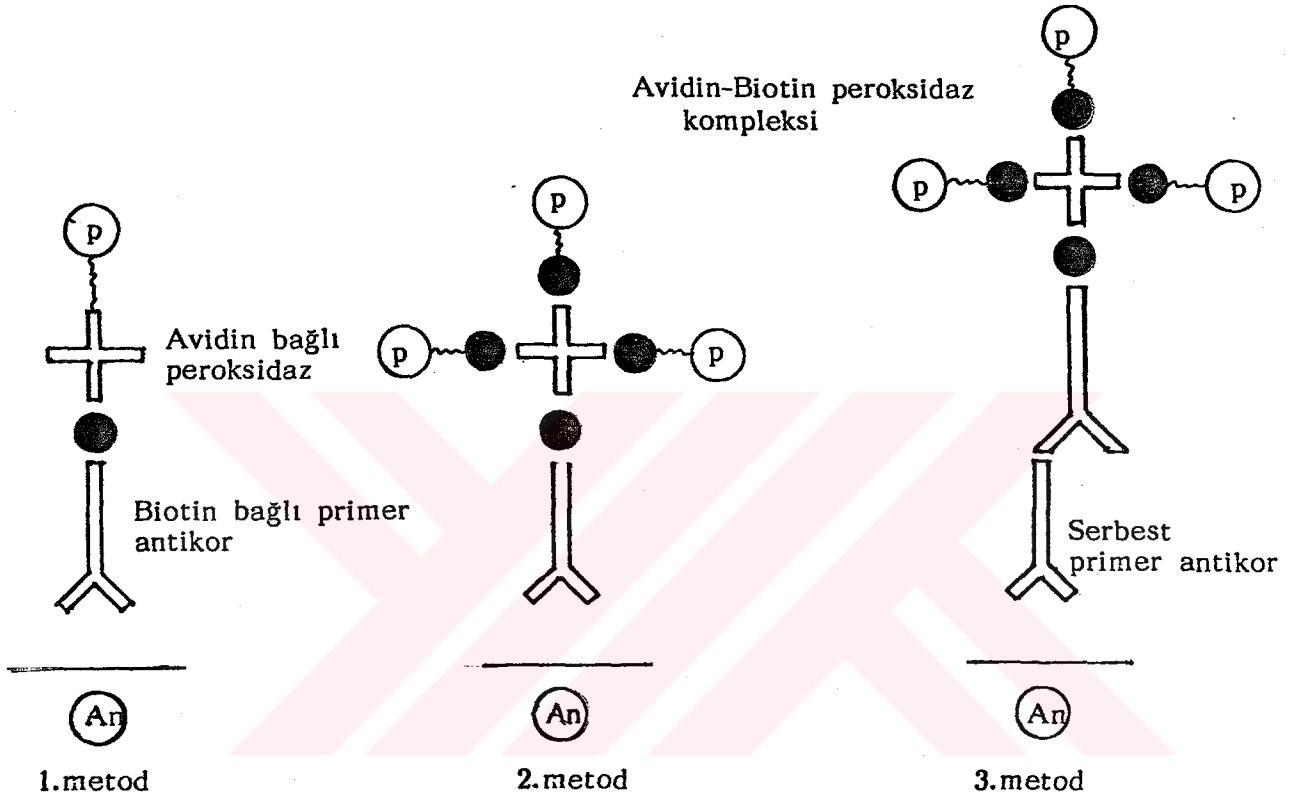 p
Avidin-Biotin peroksidaz
kompleksi
p
p
p
p
Avidin bağlı
peroksidaz
p
p
Biotin bağlı primer
antikor
Serbest
primer antikor
An
An
An
1.metod
2.metod
3.metod